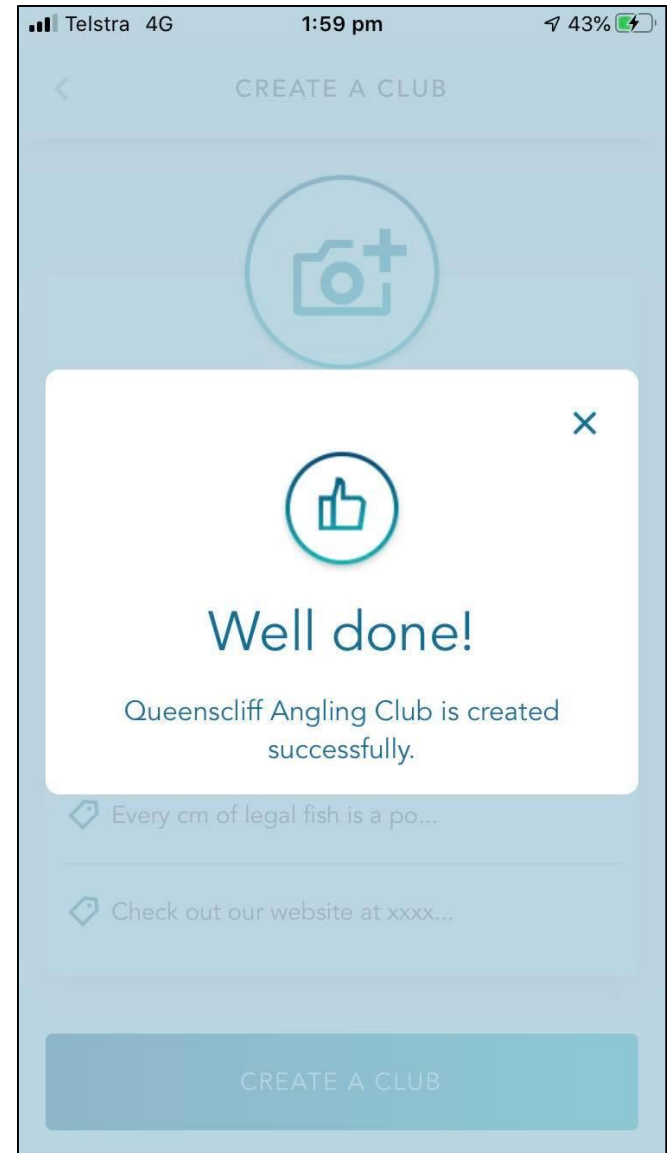 Telstra 4G 1:59 pm 43%
CREATE A CLUB
Well done!
Queenscliff Angling Club is created
successfully.
Every cm of legal fish is a po...
Check out our website at xxxx...
CREATE A CLUB